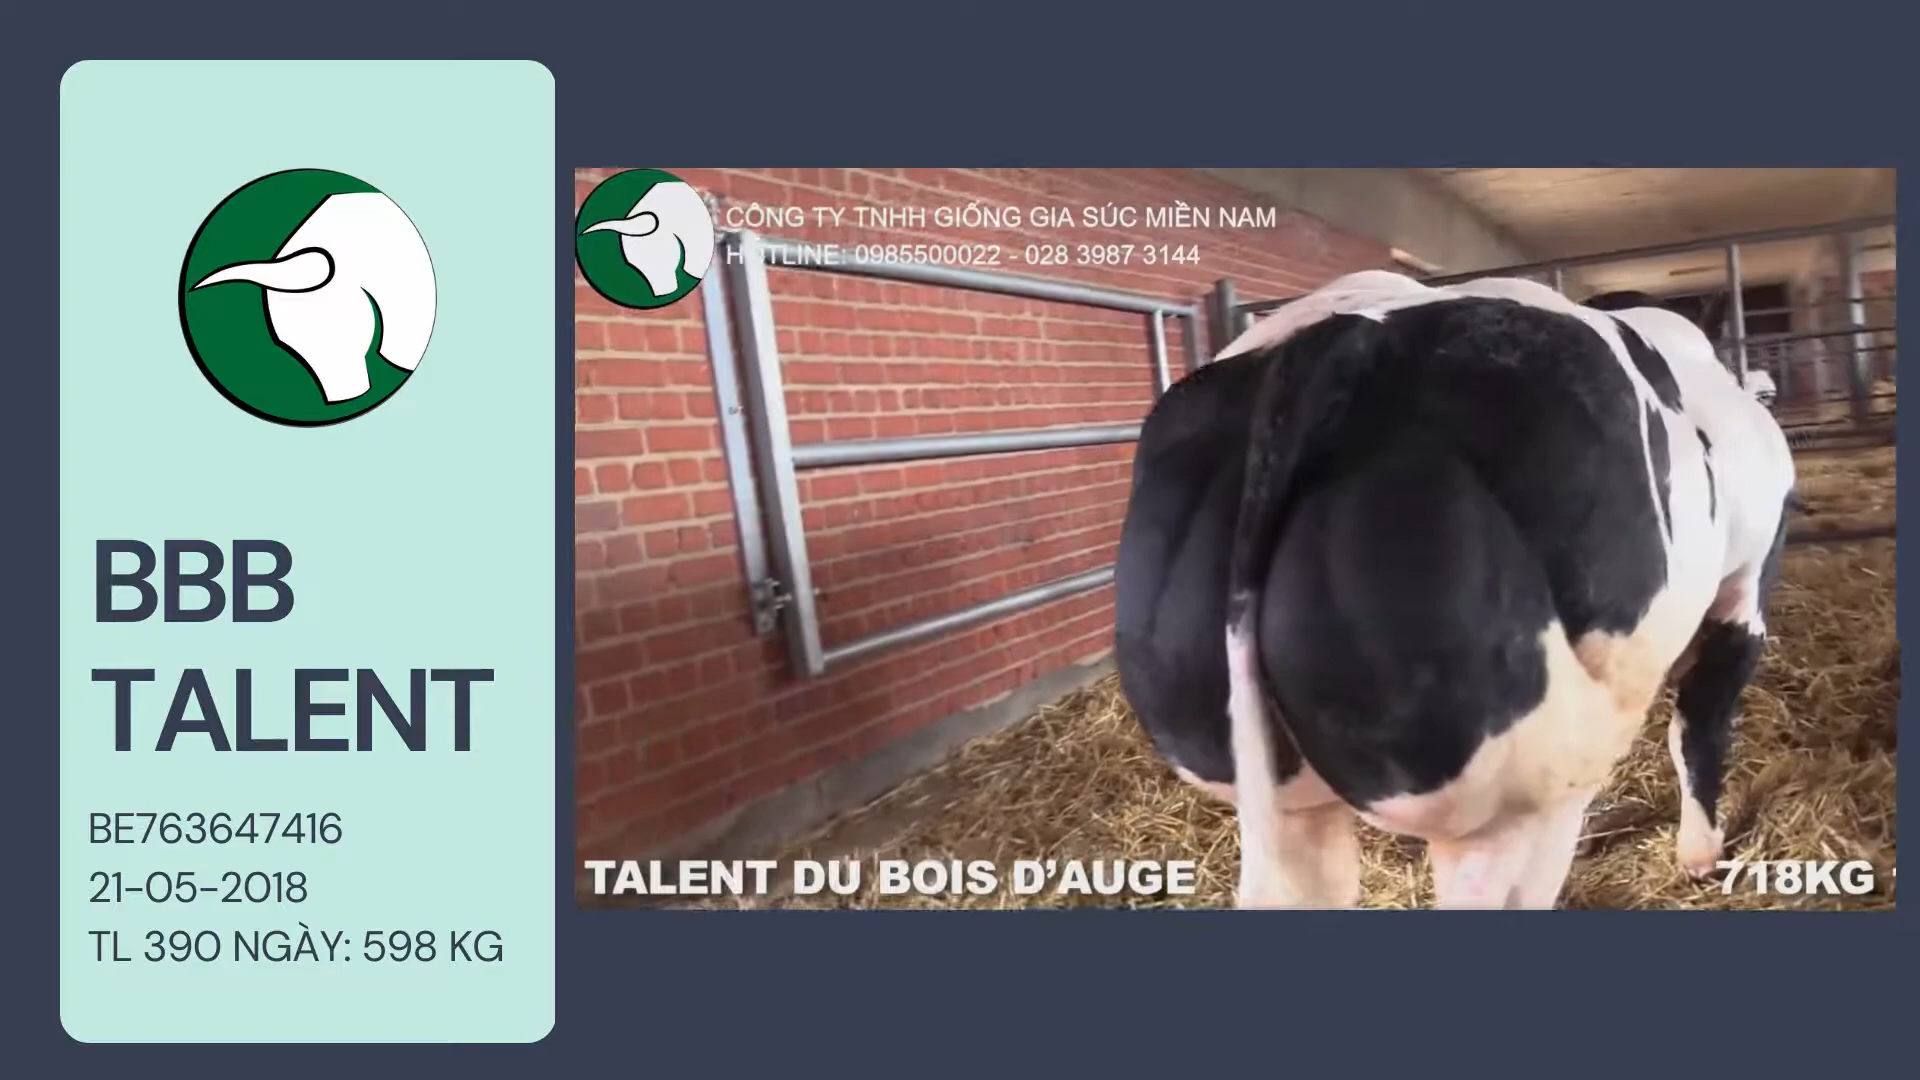 BBB
TALENT
BE763647416
21-05-2018
TL 390 NGÀY: 598 KG
CÔNG TY TNHH GIỐNG GIA SÚC MIỀN NAM
HOTLINE: 0985500022 - 028 3987 3144
TALENT DU BOIS D'AUGE
718KG